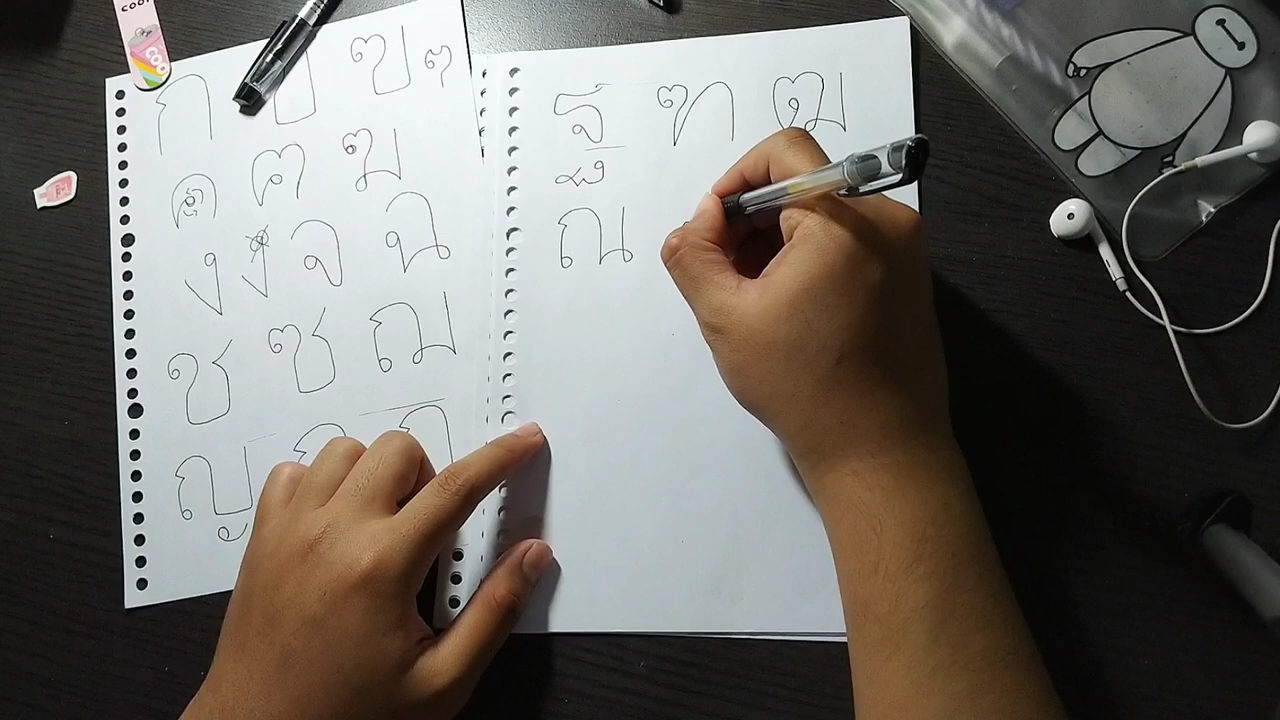 ก ข ฃ
ค ฅ ฆ
ง จ ฉ
ช ซ ฌ
ญ
ฐ ฑ ฒ
ณ